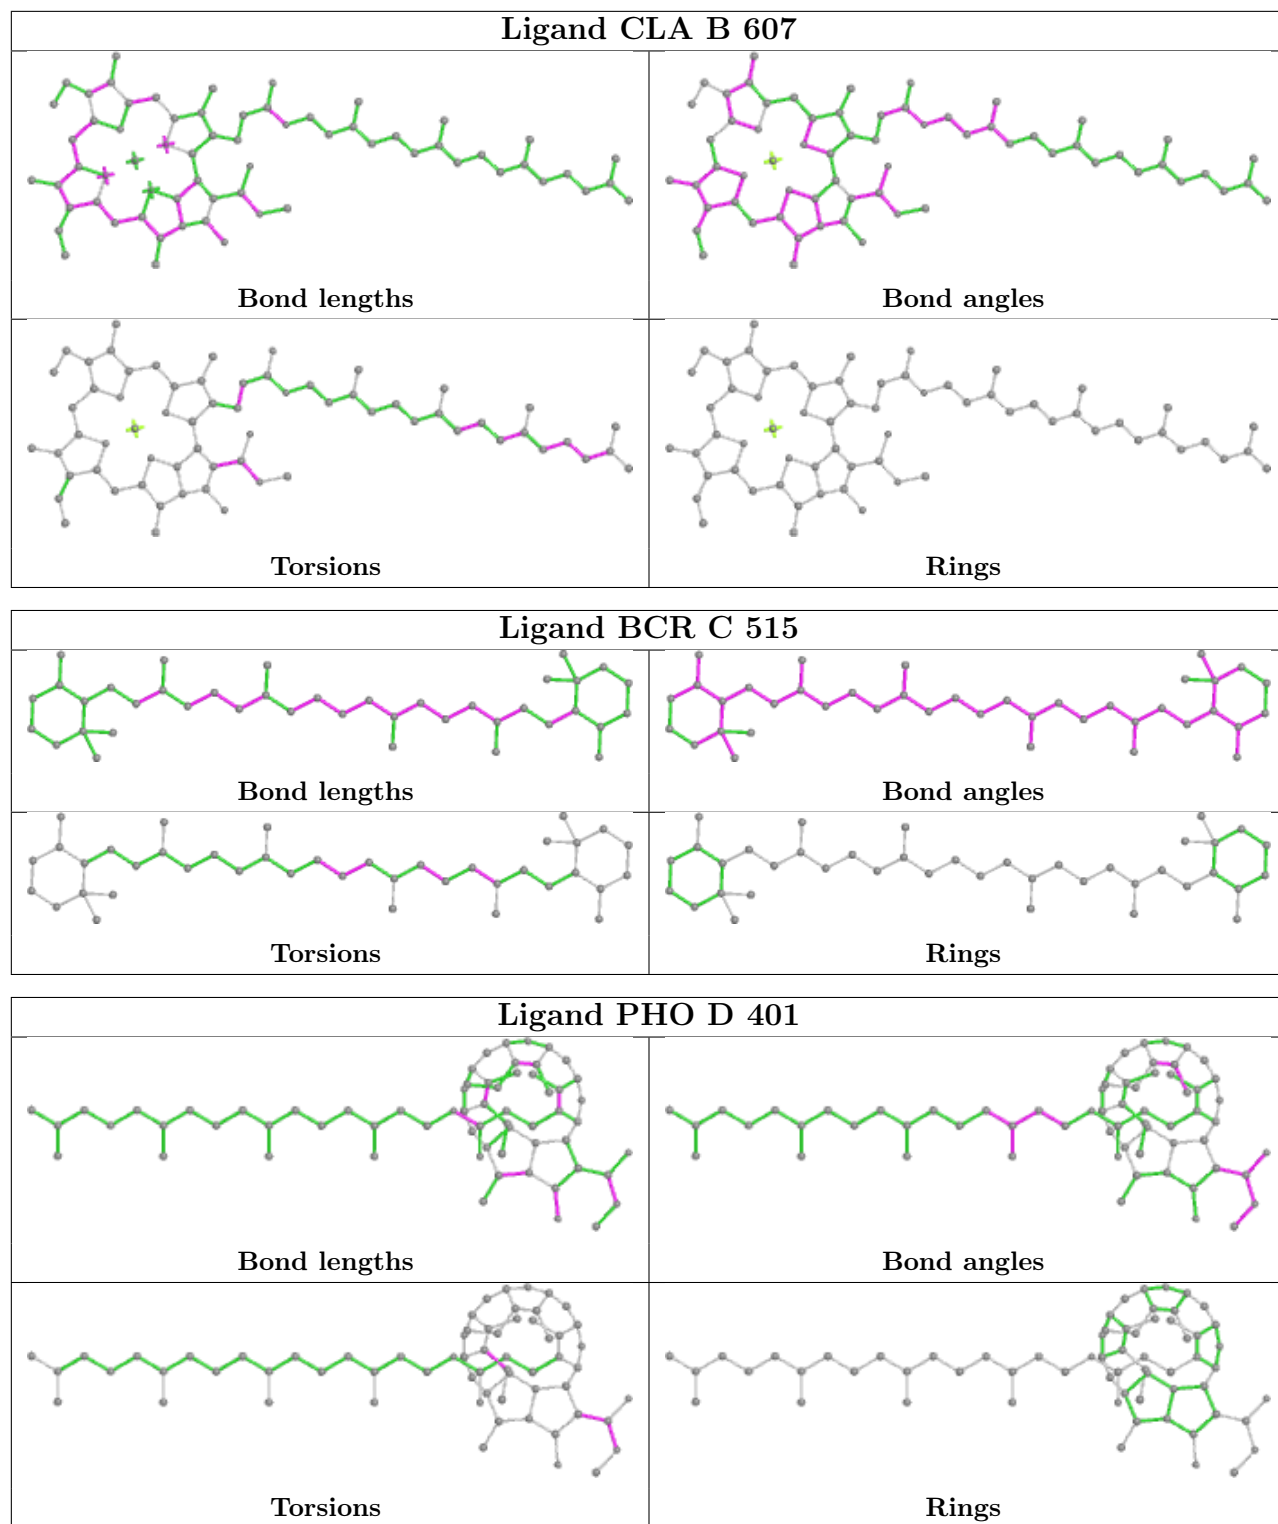 Ligand CLA B 607
Bond lengths
Bond angles
Torsions
Rings
Ligand BCR C 515
Bond lengths
Bond angles
Torsions
Rings
Ligand PHO D 401
Bond lengths
Bond angles
Torsions
Rings